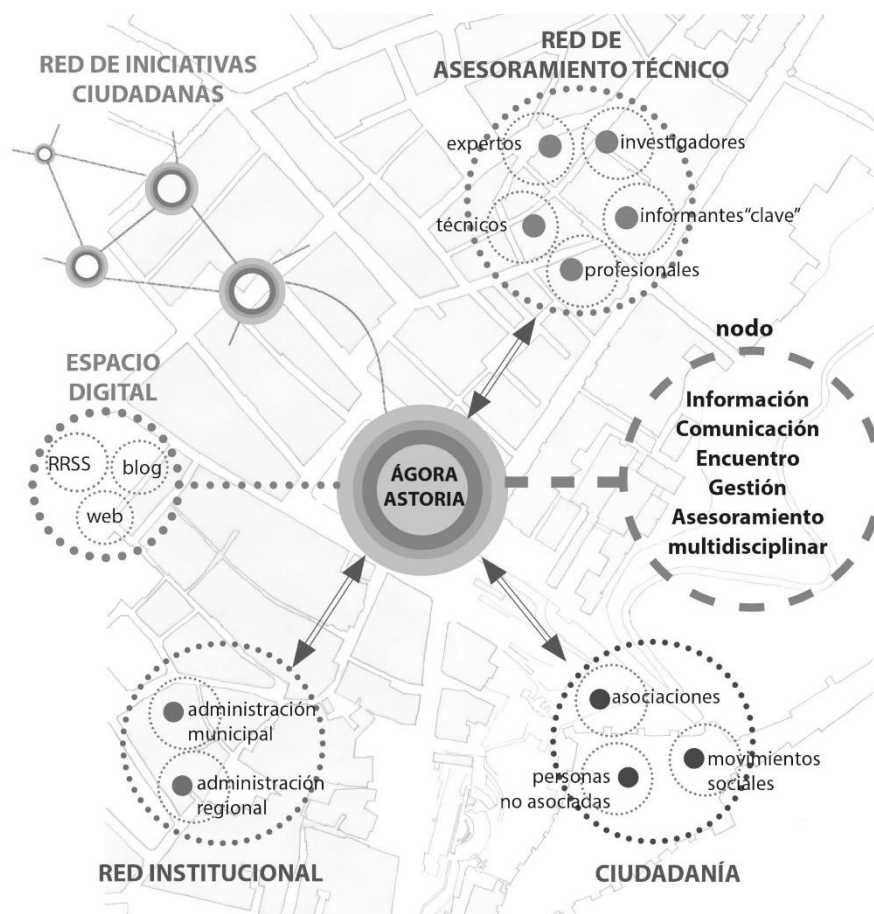 RED DE INICIATIVAS
CIUDADANAS
RED DE
ASESORAMIENTO TÉCNICO
expertos
investigadores
técnicos
informantes“clave”
profesionales
nodo
Información
Comunicación
Encuentro
Gestión
Asesoramiento
multidisciplinar
ESPACIO
DIGITAL
RRSS
blog
web
ÁGORA
ASTORIA
administración
municipal
administración
regional
RED INSTITUCIONAL
asociaciones
movimientos
sociales
personas
no asociadas
CIUDADANÍA